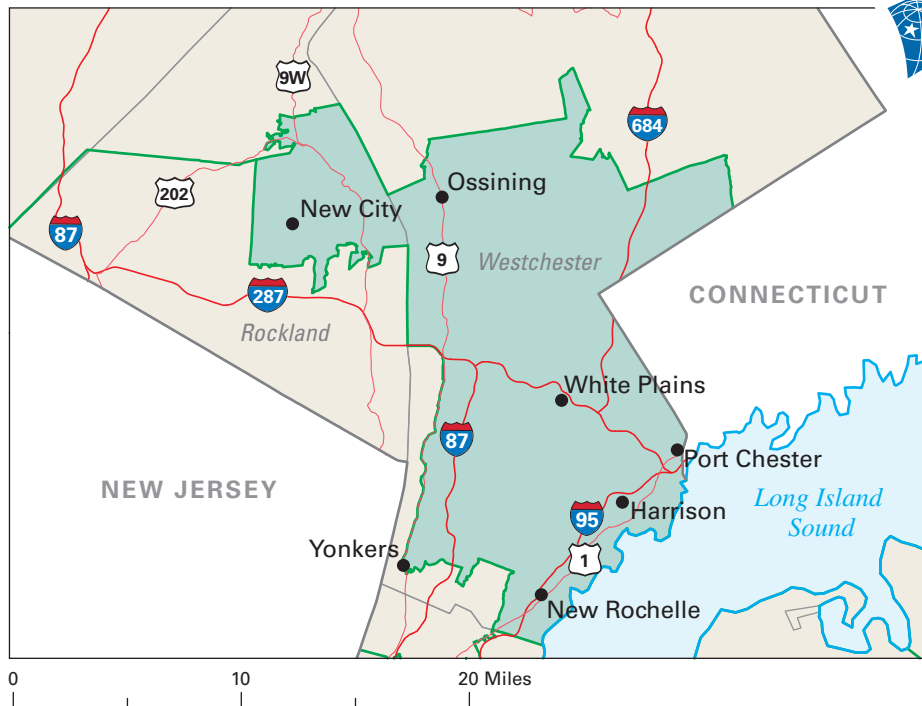 9W
684
202
Ossining
New City
87
9
Westchester
287
CONNECTICUT
Rockland
White Plains
87
Port Chester
NEW JERSEY
Long Island
Sound
95
Harrison
Yonkers
1
New Rochelle
0 10 20 Miles